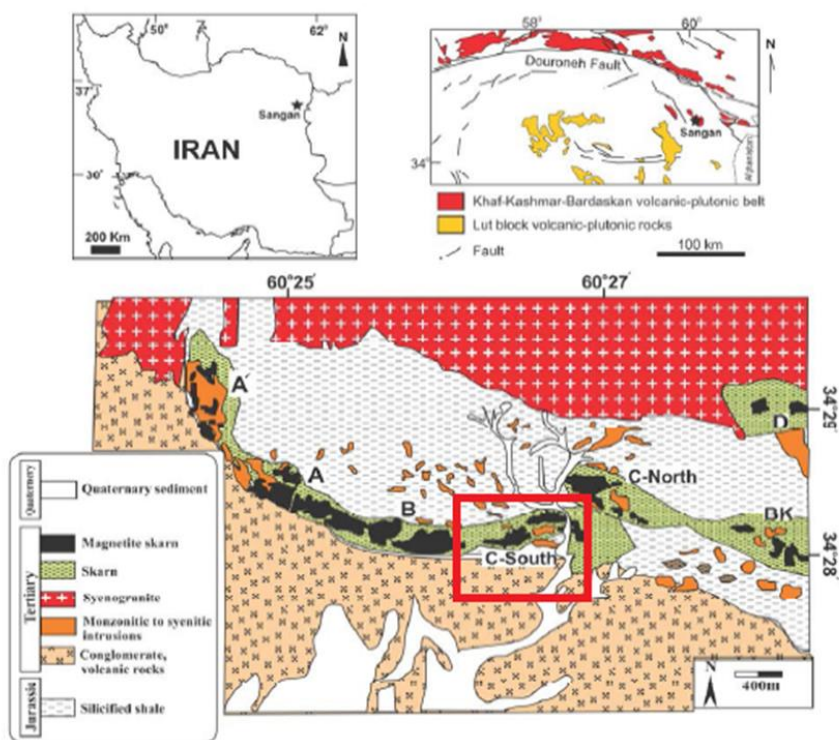 50°
62°
N
37°
Sangan
IRAN
30°
200 Km
58°
60°
N
Douroneh Fault
Sangan
34°
Afghanistan
Khaf-Kashmar-Bardaskan volcanic-plutonic belt
Lut block volcanic-plutonic rocks
Fault
100 km
60°25′
60°27′
A′
A
B
C-North
C-South
D
BK
34°29′
34°28′
Quaternery
Quaternary sediment
Tertiary
Magnetite skarn
Skarn
Syenogranite
Monzonitic to syenitic
intrusions
Conglomerate,
volcanic rocks
Jurassic
Silicified shale
N
400m